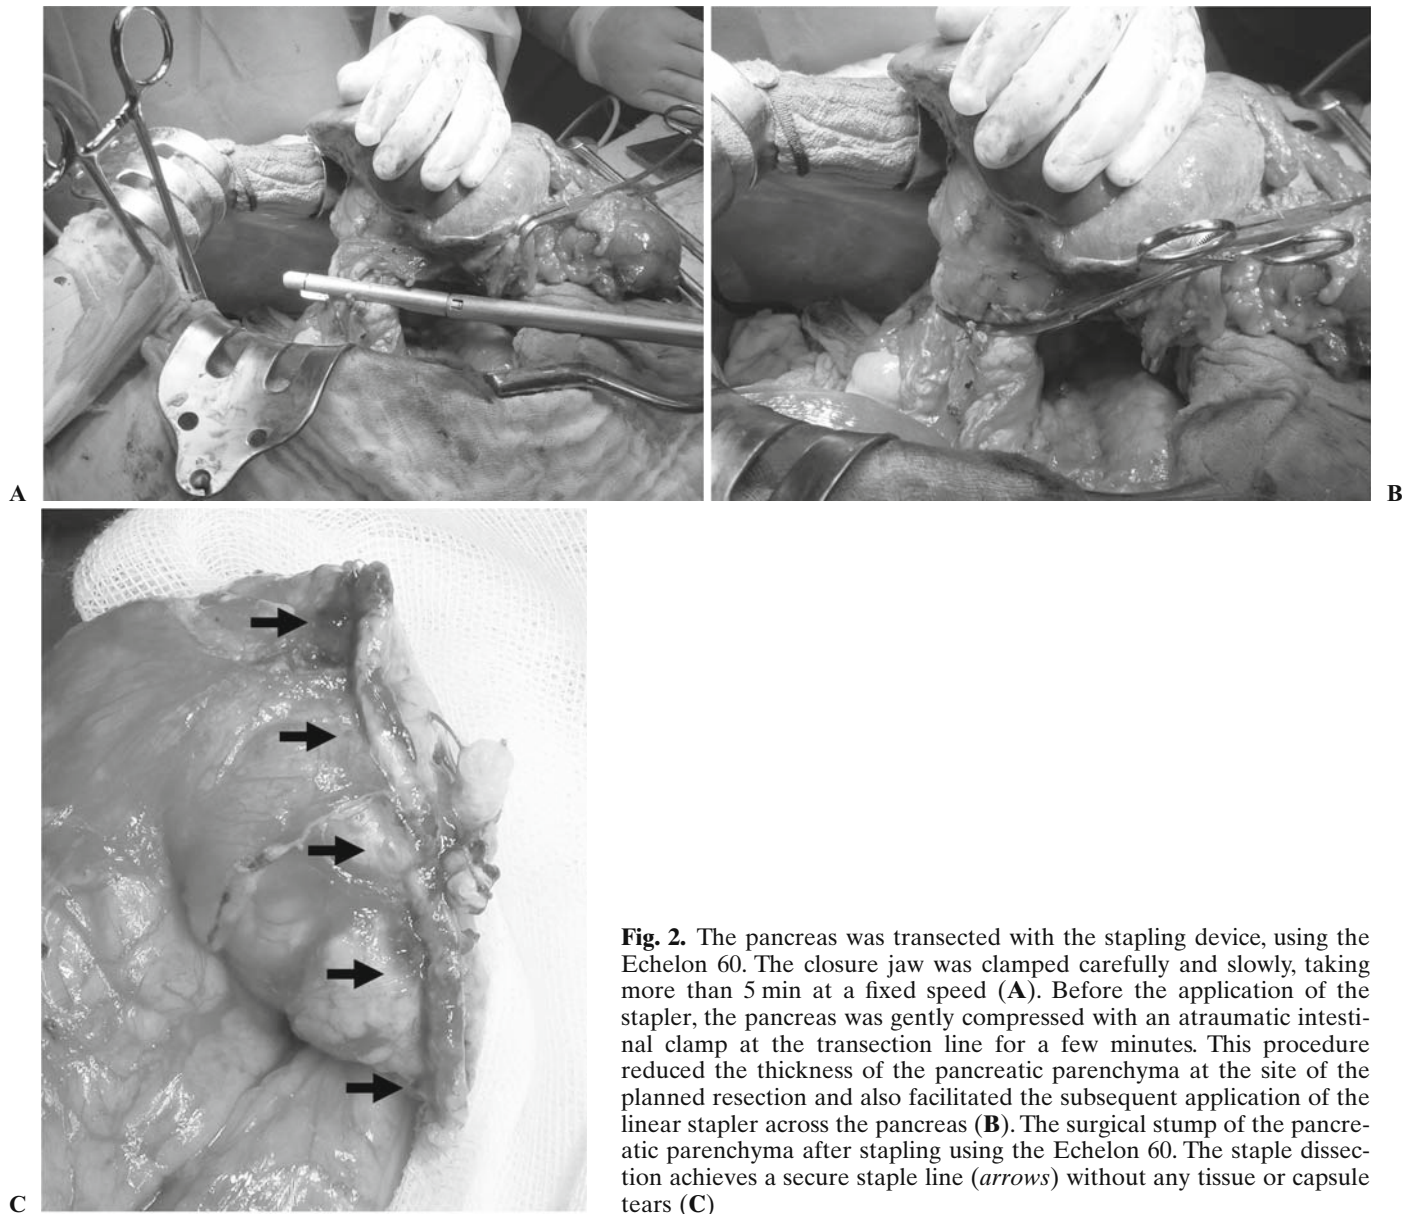 A
B
C
Fig. 2. The pancreas was transected with the stapling device, using the
Echelon 60. The closure jaw was clamped carefully and slowly, taking
more than 5 min at a fixed speed (A). Before the application of the
stapler, the pancreas was gently compressed with an atraumatic intesti-
nal clamp at the transection line for a few minutes. This procedure
reduced the thickness of the pancreatic parenchyma at the site of the
planned resection and also facilitated the subsequent application of the
linear stapler across the pancreas (B). The surgical stump of the pancre-
atic parenchyma after stapling using the Echelon 60. The staple dissec-
tion achieves a secure staple line (arrows) without any tissue or capsule
tears (C)